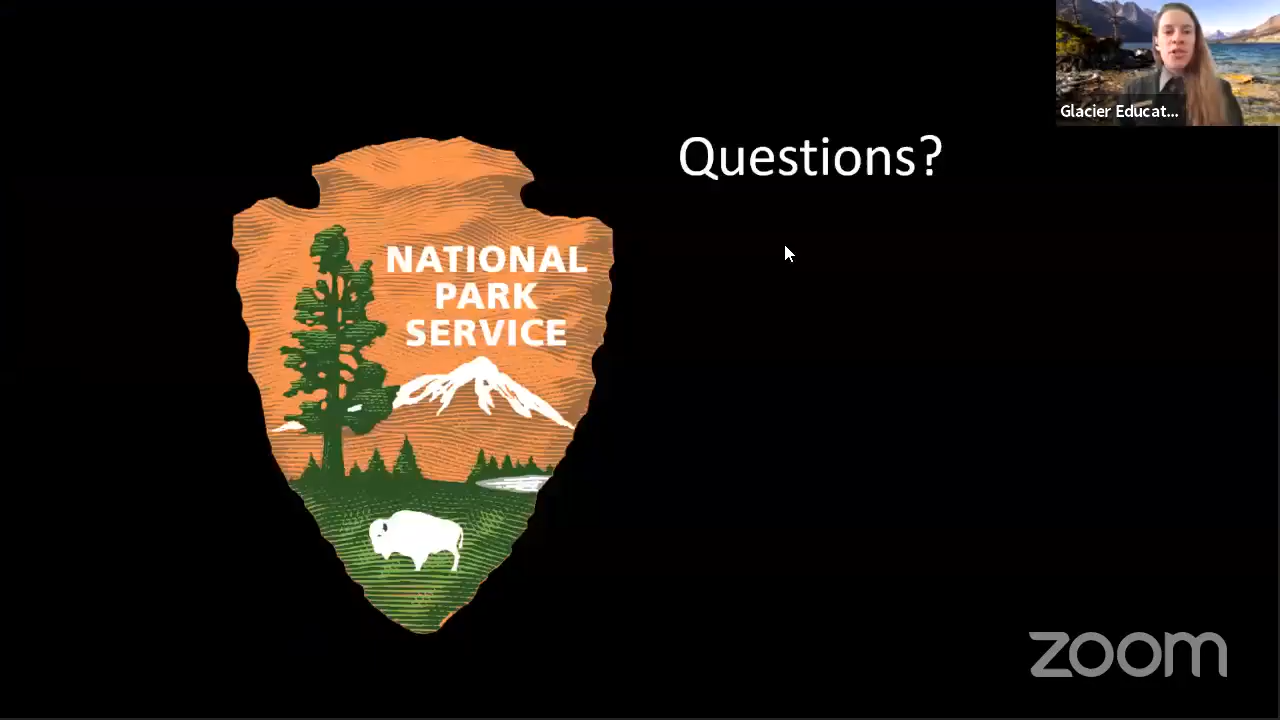 Glacier Educat...
Questions?
NATIONAL
PARK
SERVICE
zoom